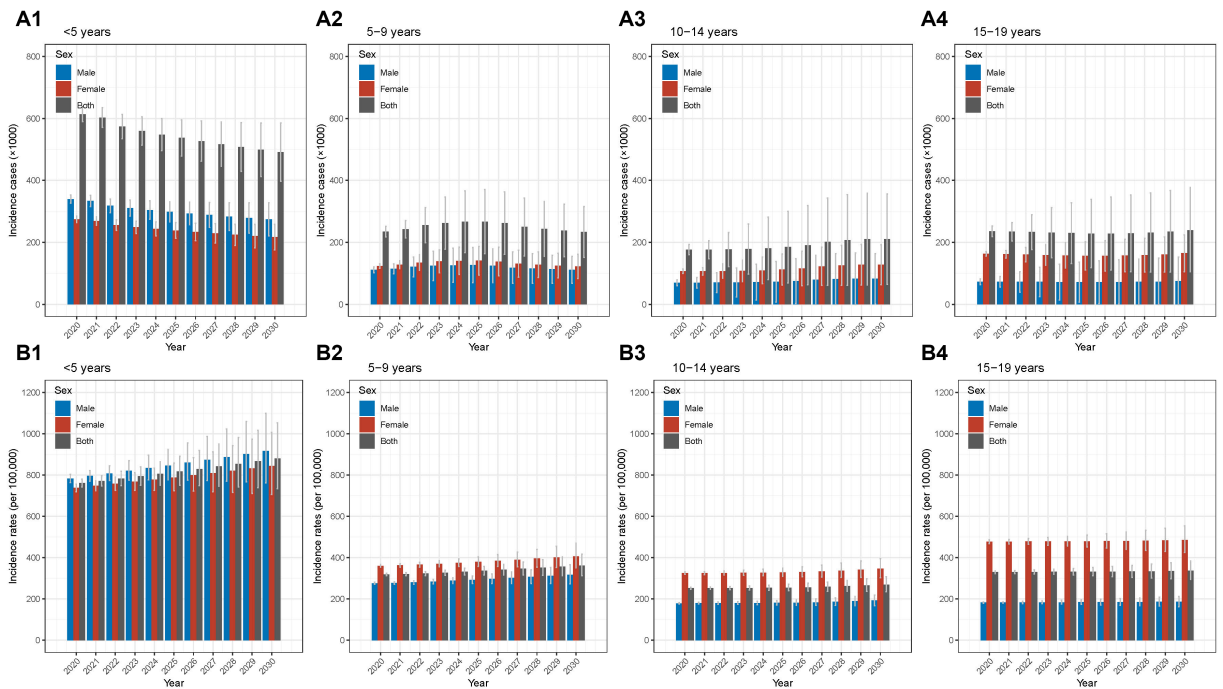 A1
<5 years
Incidence cases (×1000)
800
600
400
200
0
Sex
Male
Female
Both
2020
2021
2022
2023
2024
2025
2026
2027
2028
2029
2030
Year
A2
5−9 years
Incidence cases (×1000)
800
600
400
200
0
Sex
Male
Female
Both
2020
2021
2022
2023
2024
2025
2026
2027
2028
2029
2030
Year
A3
10−14 years
Incidence cases (×1000)
800
600
400
200
0
Sex
Male
Female
Both
2020
2021
2022
2023
2024
2025
2026
2027
2028
2029
2030
Year
A4
15−19 years
Incidence cases (×1000)
800
600
400
200
0
Sex
Male
Female
Both
2020
2021
2022
2023
2024
2025
2026
2027
2028
2029
2030
Year
B1
<5 years
Incidence rates (per 100,000)
1200
1000
800
600
400
200
0
Sex
Male
Female
Both
2020
2021
2022
2023
2024
2025
2026
2027
2028
2029
2030
Year
B2
5−9 years
Incidence rates (per 100,000)
1200
1000
800
600
400
200
0
Sex
Male
Female
Both
2020
2021
2022
2023
2024
2025
2026
2027
2028
2029
2030
Year
B3
10−14 years
Incidence rates (per 100,000)
1200
1000
800
600
400
200
0
Sex
Male
Female
Both
2020
2021
2022
2023
2024
2025
2026
2027
2028
2029
2030
Year
B4
15−19 years
Incidence rates (per 100,000)
1200
1000
800
600
400
200
0
Sex
Male
Female
Both
2020
2021
2022
2023
2024
2025
2026
2027
2028
2029
2030
Year